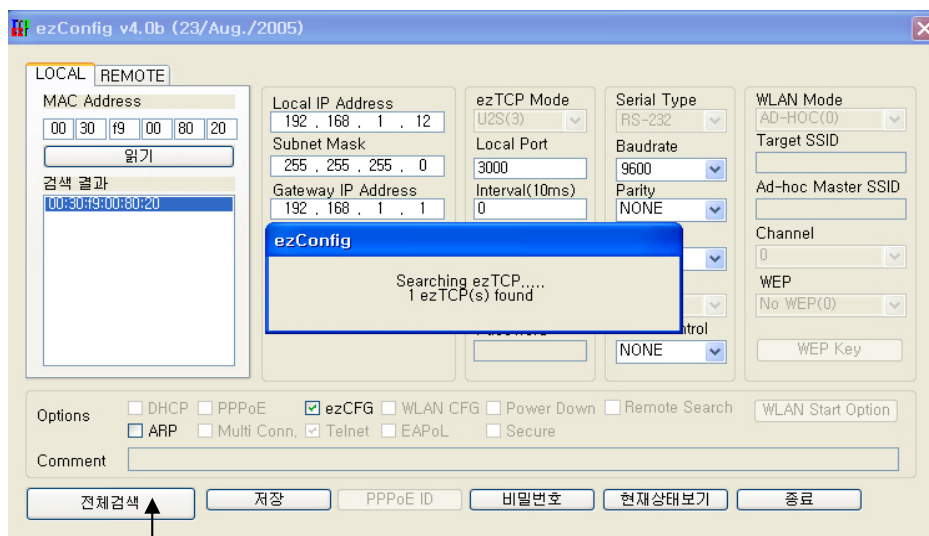 ezConfig v4.0b (23/Aug./2005)
LOCAL
REMOTE
MAC Address
00 30 f9 00 80 20
읽기
검색 결과
00:30:f9:00:80:20
Local IP Address
192 . 168 . 1 . 12
Subnet Mask
255 . 255 . 255 . 0
Gateway IP Address
192 . 168 . 1 . 1
ezTCP Mode
U2S(3)
Local Port
3000
Interval(10ms)
0
Serial Type
RS-232
Baudrate
9600
Parity
NONE
WLAN Mode
AD-HOC(0)
Target SSID
Ad-hoc Master SSID
Channel
0
WEP
No WEP(0)
WEP Key
ezConfig
Searching ezTCP.....
1 ezTCP(s) found
NONE
Options
DHCP PPPoE ezCFG WLAN CFG Power Down Remote Search
ARP Multi Conn, Telnet EAPoL Secure
WLAN Start Option
Comment
전체검색
저장
PPPoE ID
비밀번호
현재상태보기
종료